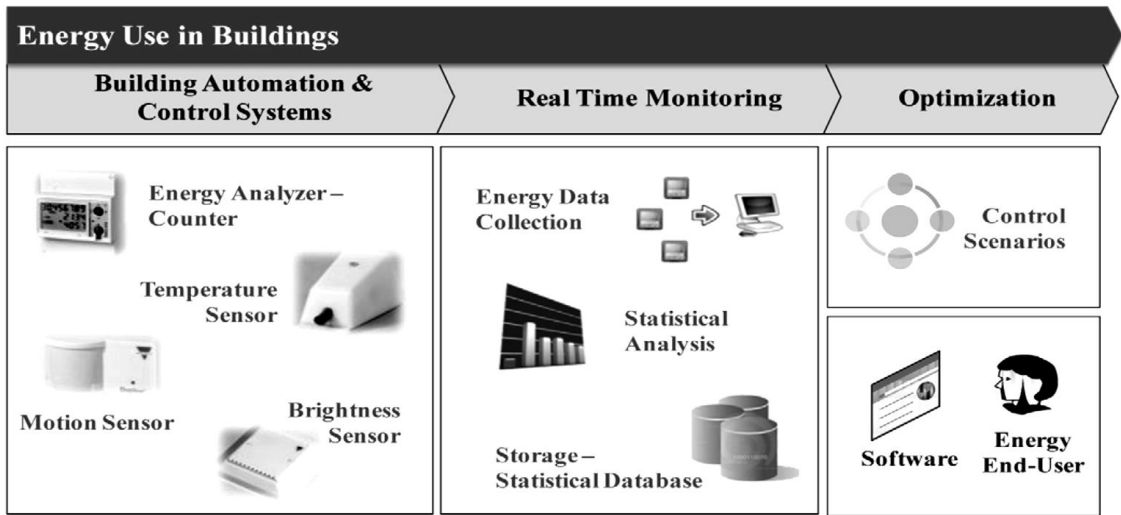 Energy Use in Buildings
Building Automation &
Control Systems
Real Time Monitoring
Optimization
Energy Analyzer –
Counter
Temperature
Sensor
Motion Sensor
Brightness
Sensor
Energy Data
Collection
Statistical
Analysis
Storage –
Statistical Database
Control
Scenarios
Software
Energy
End-User